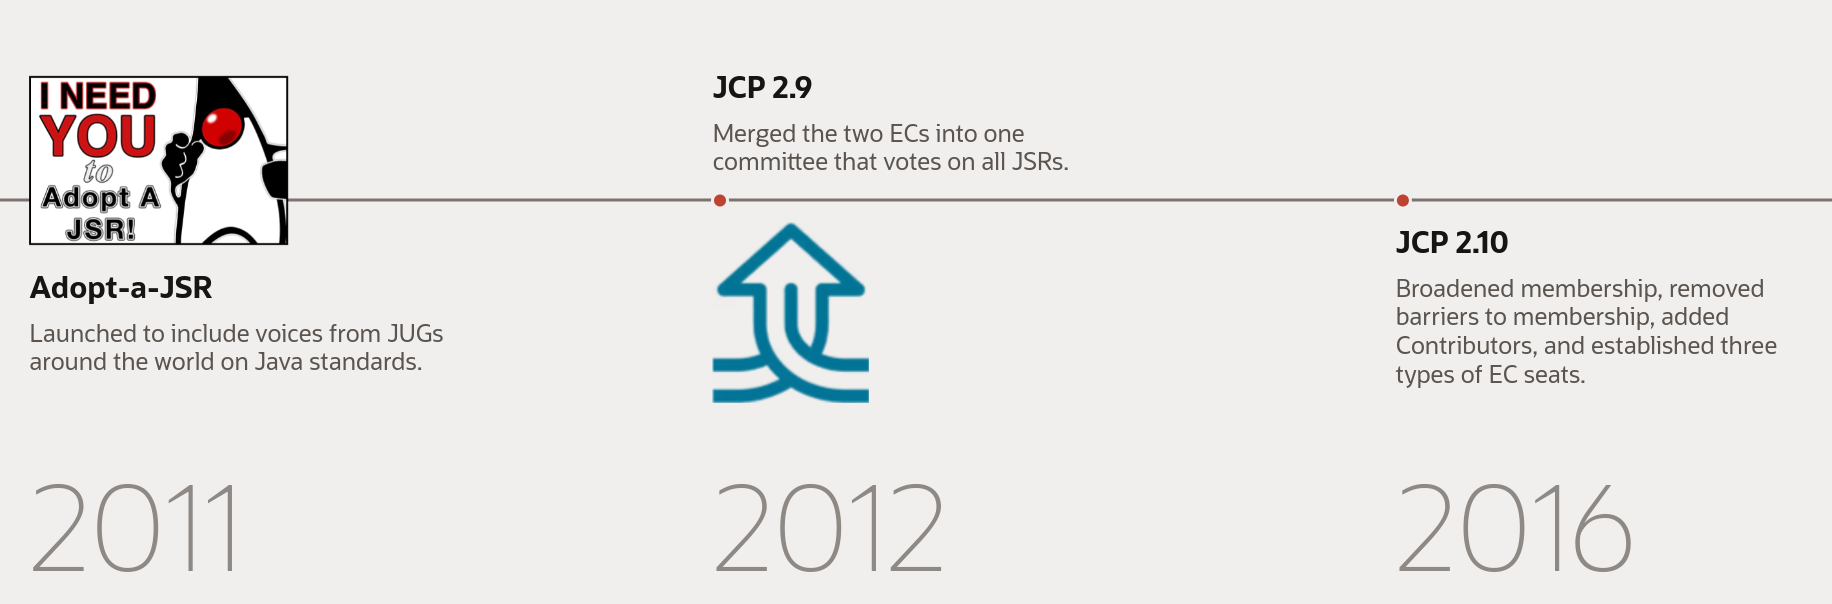 I NEED
YOU
to
Adopt A
JSR!
Adopt-a-JSR
Launched to include voices from JUGs
around the world on Java standards.
2011
JCP 2.9
Merged the two ECs into one
committee that votes on all JSRs.
2012
JCP 2.10
Broadened membership, removed
barriers to membership, added
Contributors, and established three
types of EC seats.
2016